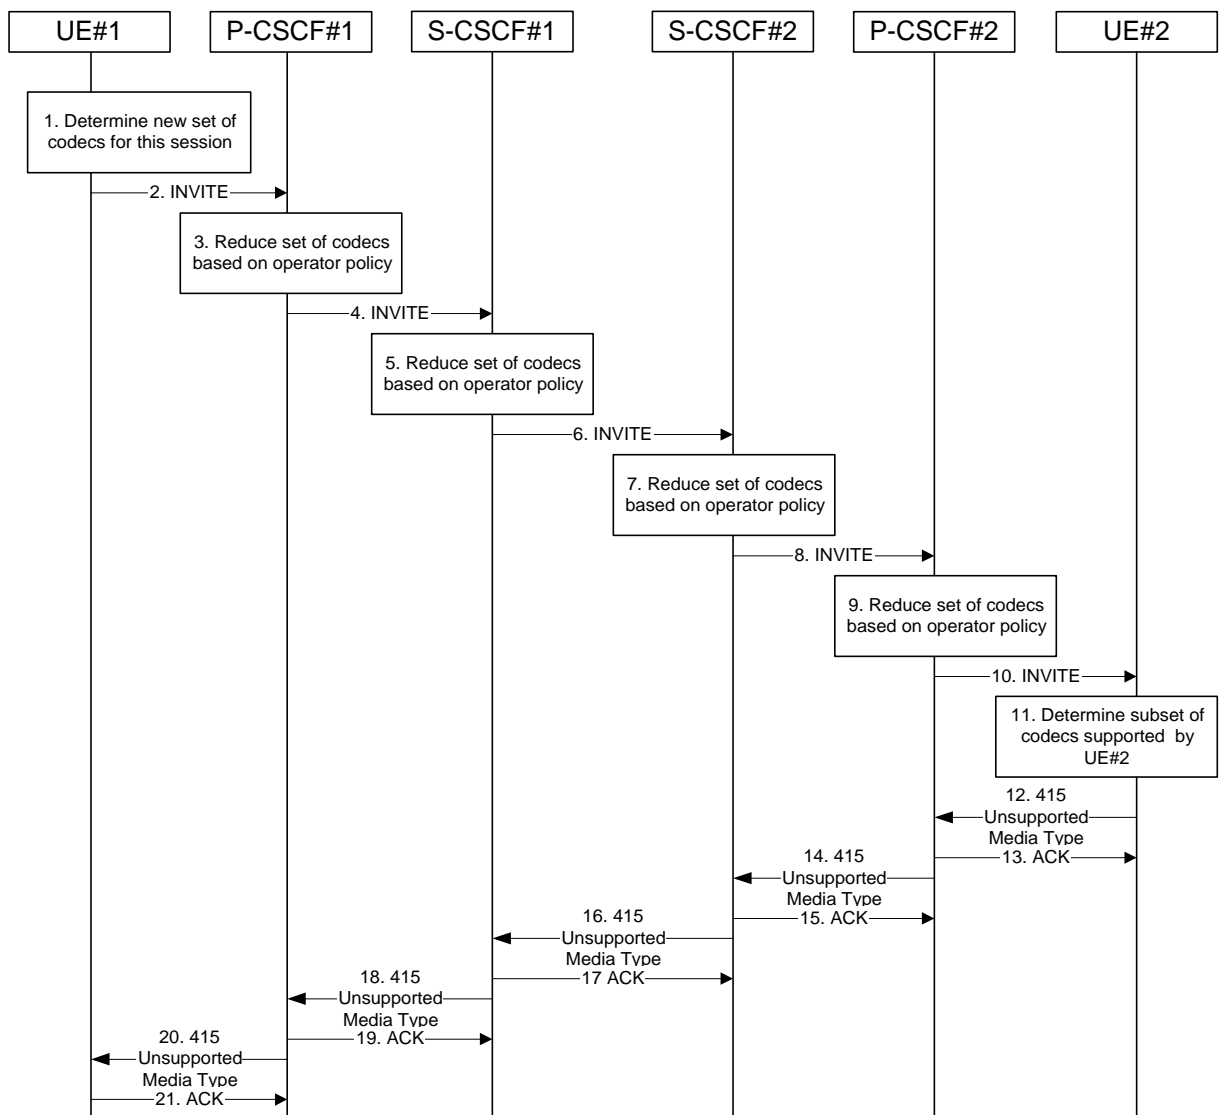 UE#1
P-CSCF#1
S-CSCF#1
S-CSCF#2
P-CSCF#2
UE#2
1. Determine new set of
codecs for this session
2. INVITE
3. Reduce set of codecs
based on operator policy
4. INVITE
5. Reduce set of codecs
based on operator policy
6. INVITE
7. Reduce set of codecs
based on operator policy
8. INVITE
9. Reduce set of codecs
based on operator policy
10. INVITE
11. Determine subset of
codecs supported by
UE#2
12. 415
Unsupported
Media Type
13. ACK
14. 415
Unsupported
Media Type
15. ACK
16. 415
Unsupported
Media Type
17 ACK
18. 415
Unsupported
Media Type
19. ACK
20. 415
Unsupported
Media Type
21. ACK